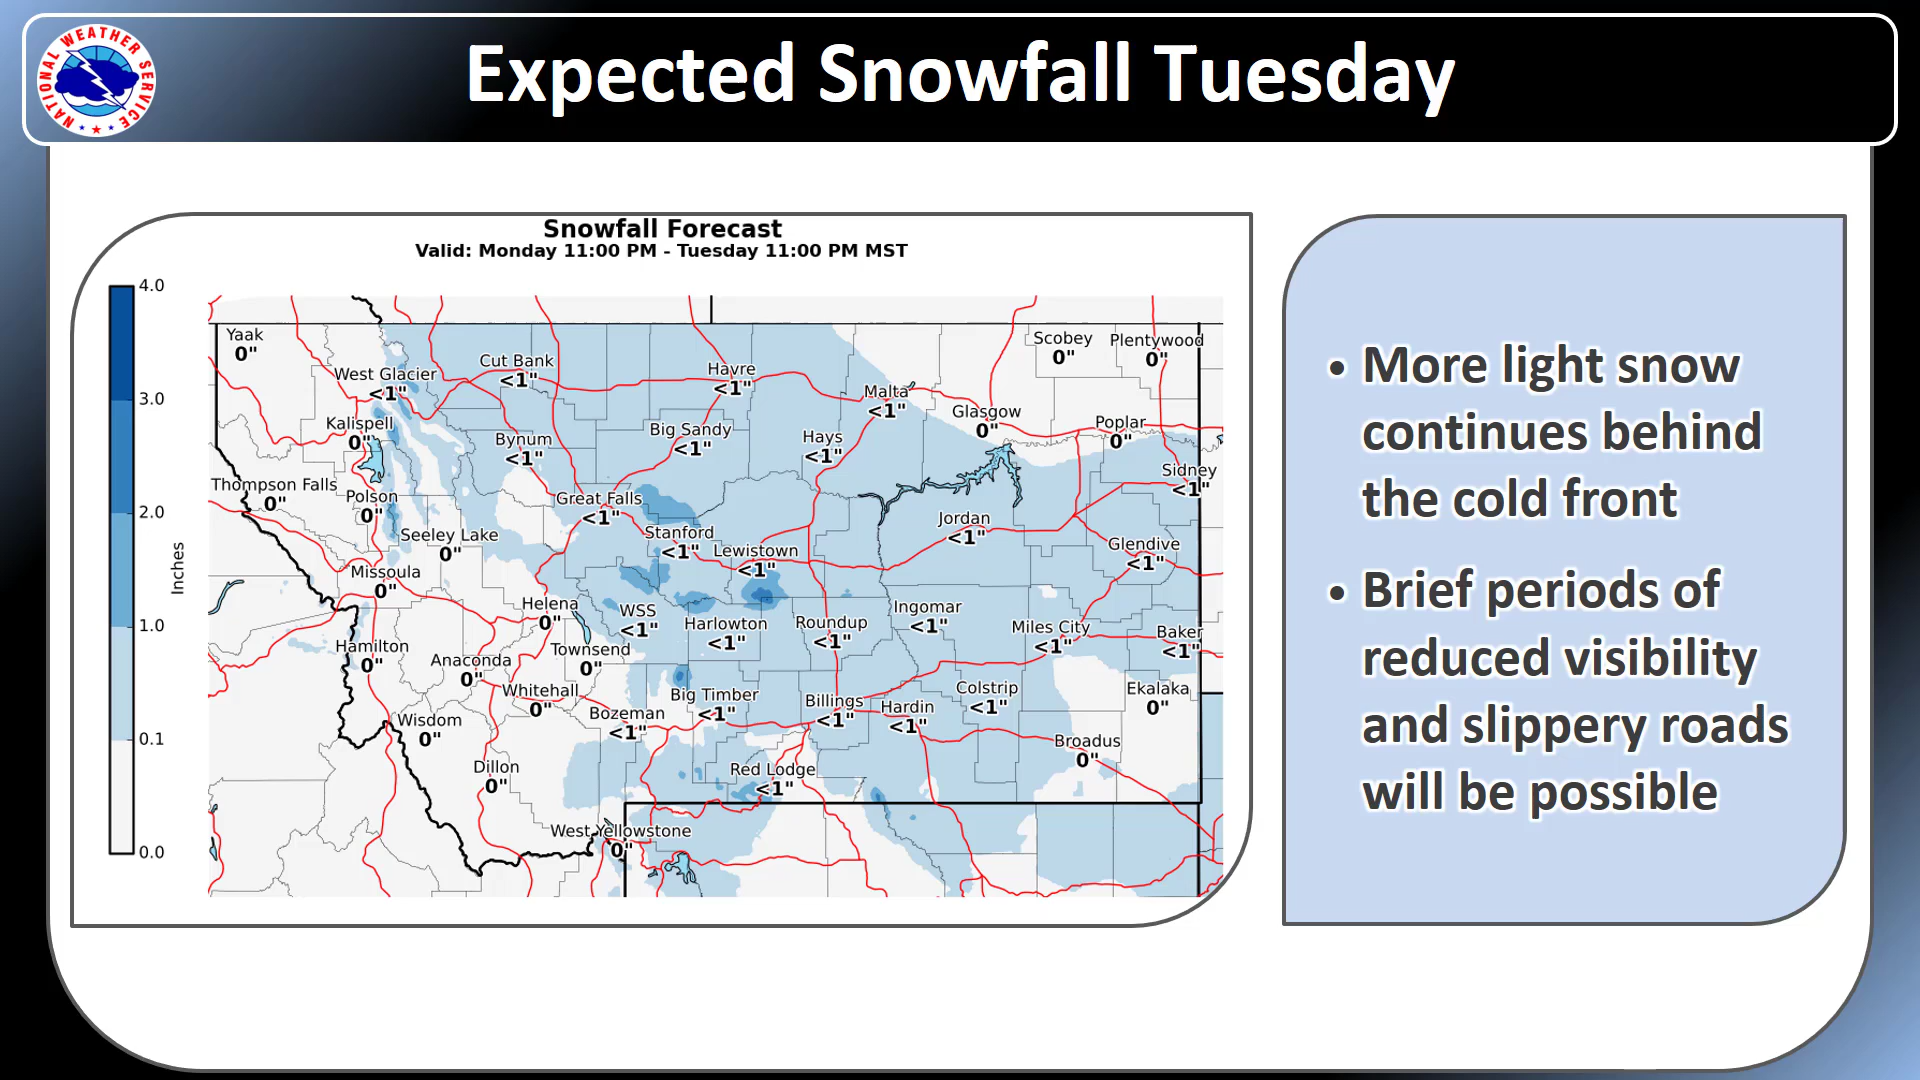 NATIONAL WEATHER SERVICE
Expected Snowfall Tuesday
Snowfall Forecast
Valid: Monday 11:00 PM - Tuesday 11:00 PM MST
4.0
3.0
2.0
1.0
0.1
0.0
Inches
Yaak
0"
Scobey
0"
Plentywood
0"
Cut Bank
<1"
West Glacier
<1"
Havre
<1"
Malta
<1"
Glasgow
0"
Poplar
0"
Kalispell
0"
Bynum
<1"
Big Sandy
<1"
Hays
<1"
Sidney
<1"
Thompson Falls
0"
Polson
0"
Great Falls
<1"
Jordan
<1"
Seeley Lake
0"
Stanford
<1"
Lewistown
<1"
Glendive
<1"
Missoula
0"
Helena
0"
WSS
<1"
Harlowton
<1"
Roundup
<1"
Ingomar
<1"
Miles City
<1"
Baker
<1"
Hamilton
0"
Anaconda
0"
Townsend
0"
Whitehall
0"
Big Timber
<1"
Billings
<1"
Hardin
<1"
Colstrip
<1"
Ekalaka
0"
Wisdom
0"
Bozeman
<1"
Broadus
0"
Dillon
0"
Red Lodge
<1"
West Yellowstone
0"
• More light snow
continues behind
the cold front
• Brief periods of
reduced visibility
and slippery roads
will be possible